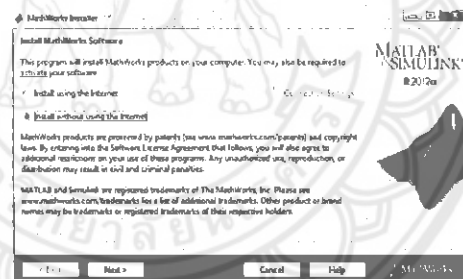 MathWorks Installer
Install MathWorks Software
This program will install MathWorks products on your computer. You may also be required to
activate your software.
Install using the Internet
Connection Settings
Install without using the Internet
MathWorks products are protected by patents (see www.mathworks.com/patents) and copyright
laws. By entering into the Software License Agreement that follows, you will also agree to
additional restrictions on your use of these programs. Any unauthorized use, reproduction, or
distribution may result in civil and criminal penalties.
MATLAB and Simulink are registered trademarks of The MathWorks, Inc. Please see
www.mathworks.com/trademarks for a list of additional trademarks. Other product or brand
names may be trademarks or registered trademarks of their respective holders.
MATLAB®
SIMULINK®
R2012a
Next >
Cancel
Help
MathWorks